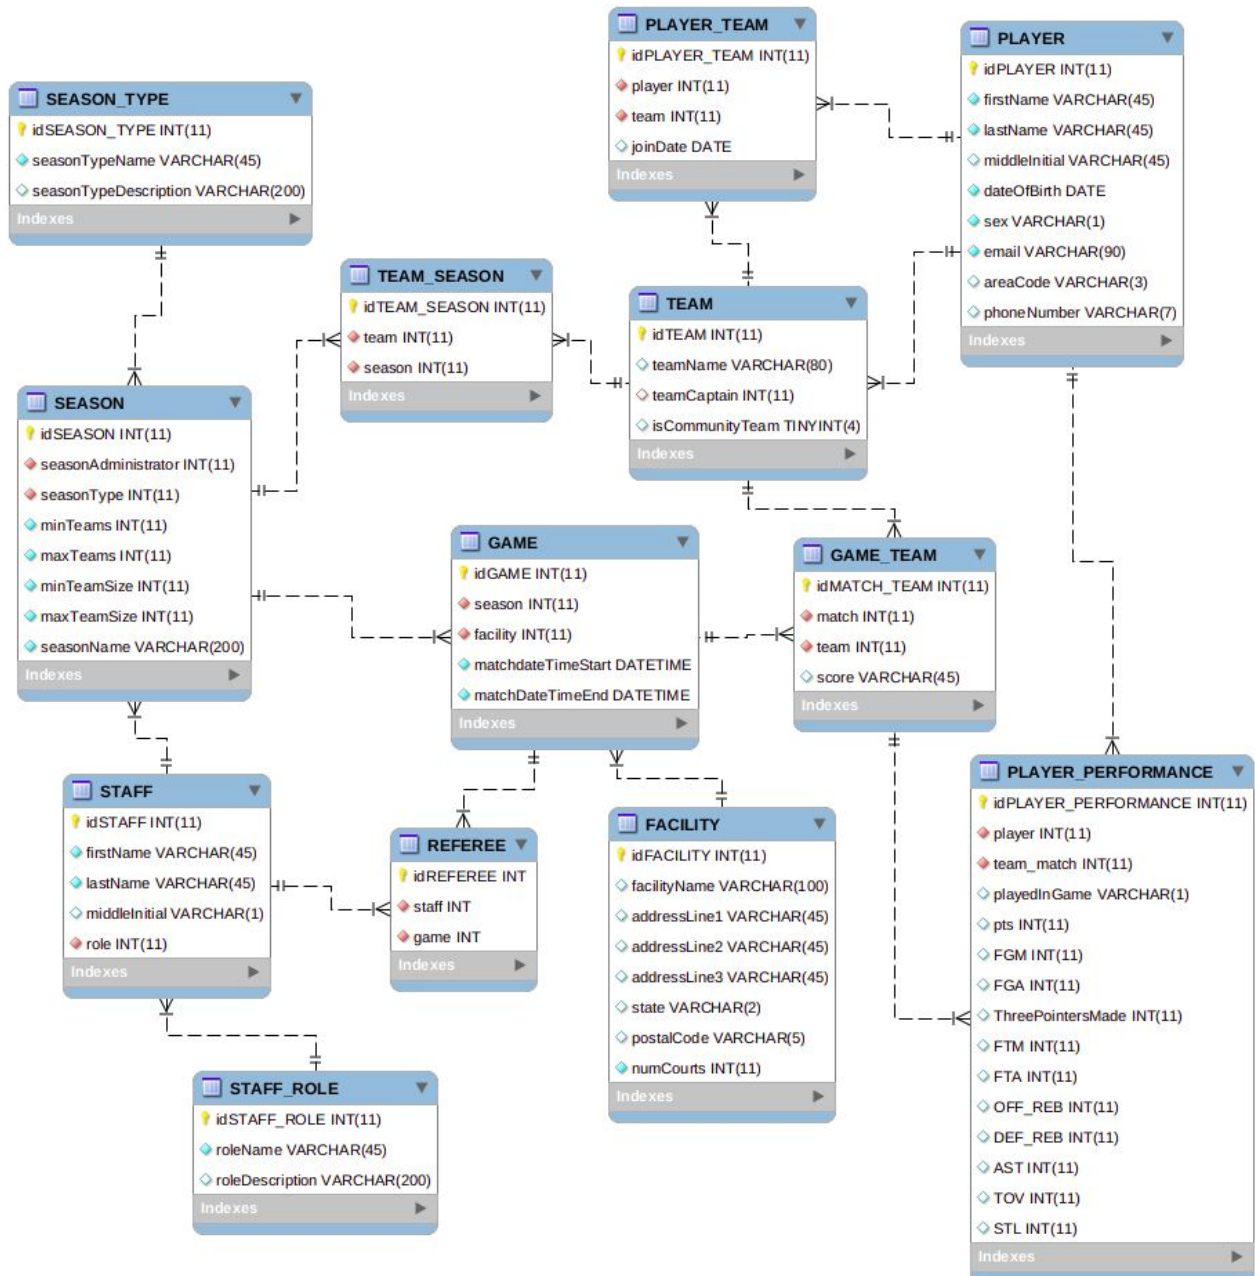 PLAYER_TEAM
idPLAYER_TEAM INT(11)
player INT(11)
team INT(11)
joinDate DATE
Indexes
PLAYER
idPLAYER INT(11)
firstName VARCHAR(45)
lastName VARCHAR(45)
middleInitial VARCHAR(45)
dateOfBirth DATE
sex VARCHAR(1)
email VARCHAR(90)
areaCode VARCHAR(3)
phoneNumber VARCHAR(7)
Indexes
SEASON_TYPE
idSEASON_TYPE INT(11)
seasonTypeName VARCHAR(45)
seasonTypeDescription VARCHAR(200)
Indexes
TEAM_SEASON
idTEAM_SEASON INT(11)
team INT(11)
season INT(11)
Indexes
TEAM
idTEAM INT(11)
teamName VARCHAR(80)
teamCaptain INT(11)
isCommunityTeam TINYINT(4)
Indexes
SEASON
idSEASON INT(11)
seasonAdministrator INT(11)
seasonType INT(11)
minTeams INT(11)
maxTeams INT(11)
minTeamSize INT(11)
maxTeamSize INT(11)
seasonName VARCHAR(200)
Indexes
GAME
idGAME INT(11)
season INT(11)
facility INT(11)
matchdateTimeStart DATETIME
matchDateTimeEnd DATETIME
Indexes
GAME_TEAM
idMATCH_TEAM INT(11)
match INT(11)
team INT(11)
score VARCHAR(45)
Indexes
STAFF
idSTAFF INT(11)
firstName VARCHAR(45)
lastName VARCHAR(45)
middleInitial VARCHAR(1)
role INT(11)
Indexes
REFEREE
idREFEREE INT
staff INT
game INT
Indexes
FACILITY
idFACILITY INT(11)
facilityName VARCHAR(100)
addressLine1 VARCHAR(45)
addressLine2 VARCHAR(45)
addressLine3 VARCHAR(45)
state VARCHAR(2)
postalCode VARCHAR(5)
numCourts INT(11)
Indexes
PLAYER_PERFORMANCE
idPLAYER_PERFORMANCE INT(11)
player INT(11)
team_match INT(11)
playedInGame VARCHAR(1)
pts INT(11)
FGM INT(11)
FGA INT(11)
ThreePointersMade INT(11)
FTM INT(11)
FTA INT(11)
OFF_REB INT(11)
DEF_REB INT(11)
AST INT(11)
TOV INT(11)
STL INT(11)
Indexes
STAFF_ROLE
idSTAFF_ROLE INT(11)
roleName VARCHAR(45)
roleDescription VARCHAR(200)
Indexes